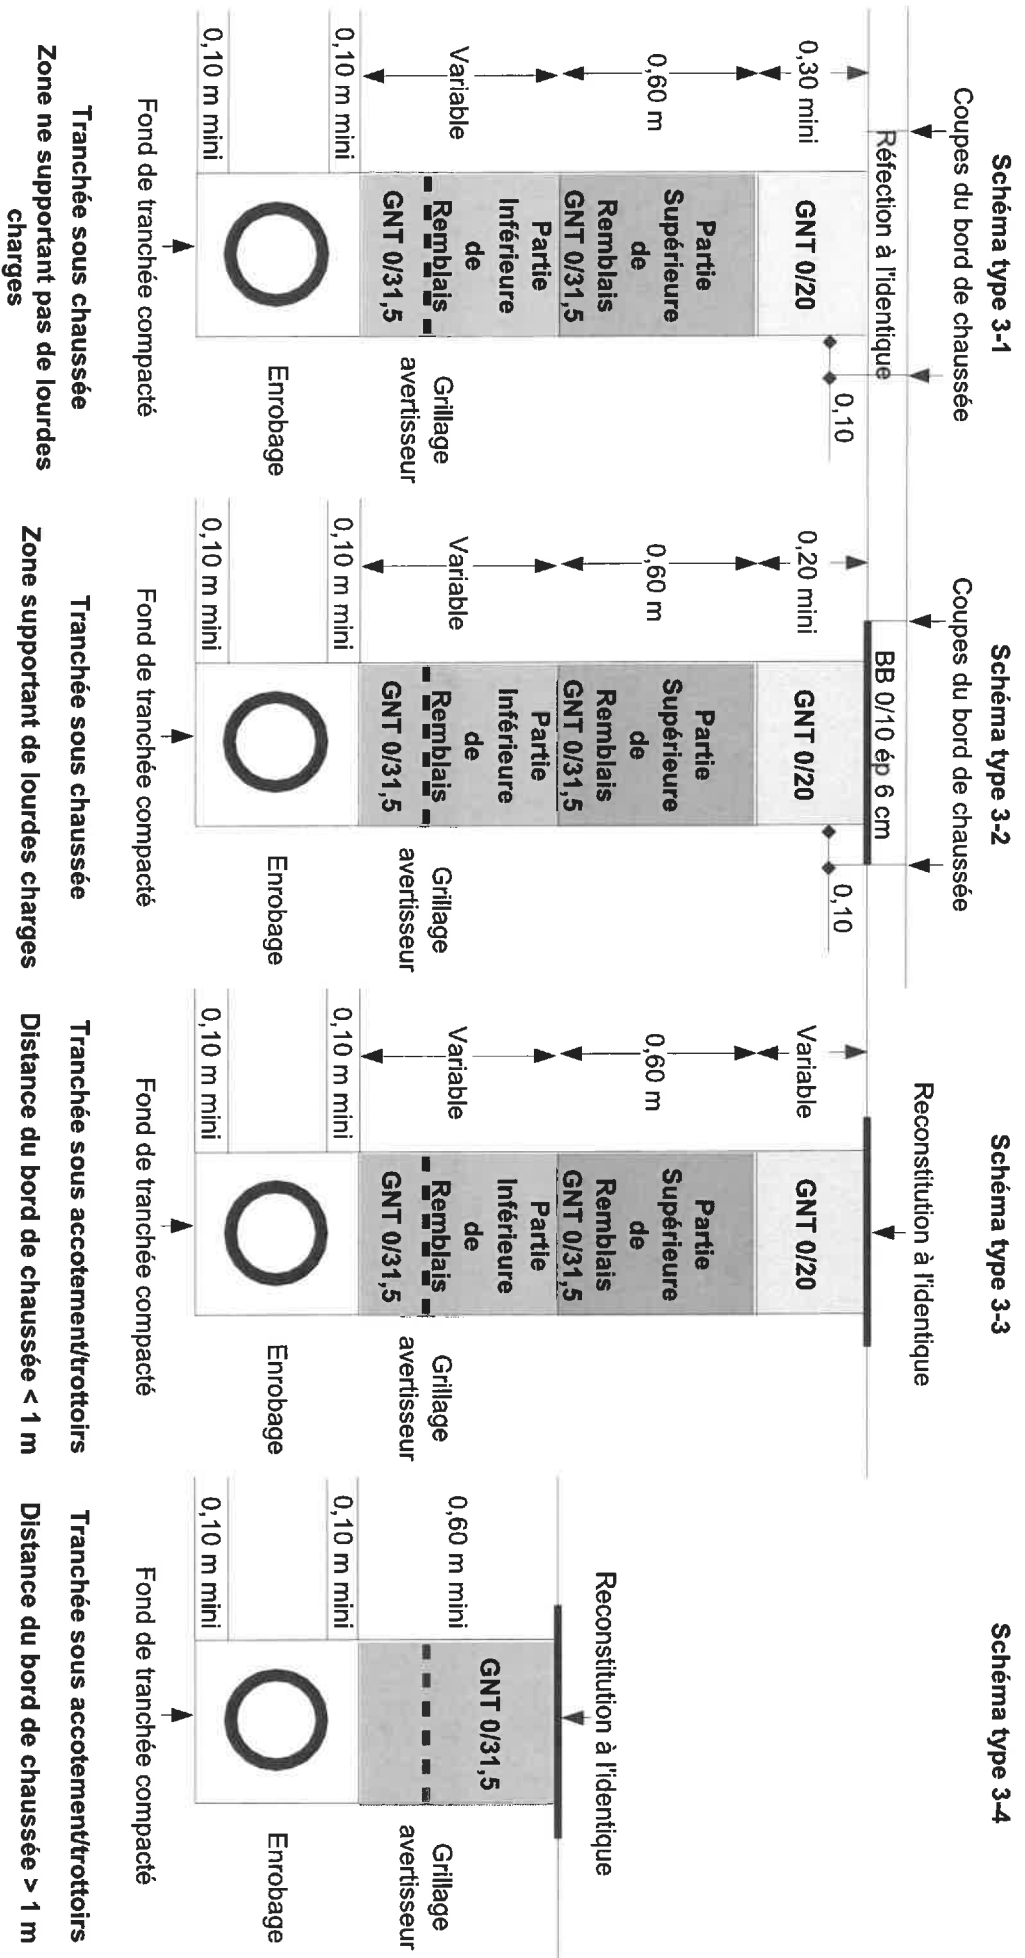 Schéma type 3-1
Coupes du bord de chaussée
Réfection à l'identique
0,30 mini
GNT 0/20
0,10
0,60 m
Partie
Supérieure
de
Remblais
GNT 0/31,5
Variable
Partie
Inférieure
de
Remblais
GNT 0/31,5
Grillage
avertisseur
0,10 m mini
Enrobage
0,10 m mini
Fond de tranchée compacté
Tranchée sous chaussée
Zone ne supportant pas de lourdes
charges
Schéma type 3-2
Coupes du bord de chaussée
BB 0/10 ép 6 cm
0,20 mini
GNT 0/20
0,10
0,60 m
Partie
Supérieure
de
Remblais
GNT 0/31,5
Variable
Partie
Inférieure
de
Remblais
GNT 0/31,5
Grillage
avertisseur
0,10 m mini
Enrobage
0,10 m mini
Fond de tranchée compacté
Tranchée sous chaussée
Zone supportant de lourdes charges
Schéma type 3-3
Reconstitution à l'identique
Variable
GNT 0/20
0,60 m
Partie
Supérieure
de
Remblais
GNT 0/31,5
Variable
Partie
Inférieure
de
Remblais
GNT 0/31,5
Grillage
avertisseur
0,10 m mini
Enrobage
0,10 m mini
Fond de tranchée compacté
Tranchée sous accotement/trottoirs
Distance du bord de chaussée < 1 m
Schéma type 3-4
Reconstitution à l'identique
0,60 m mini
GNT 0/31,5
Grillage
avertisseur
0,10 m mini
Enrobage
0,10 m mini
Fond de tranchée compacté
Tranchée sous accotement/trottoirs
Distance du bord de chaussée > 1 m